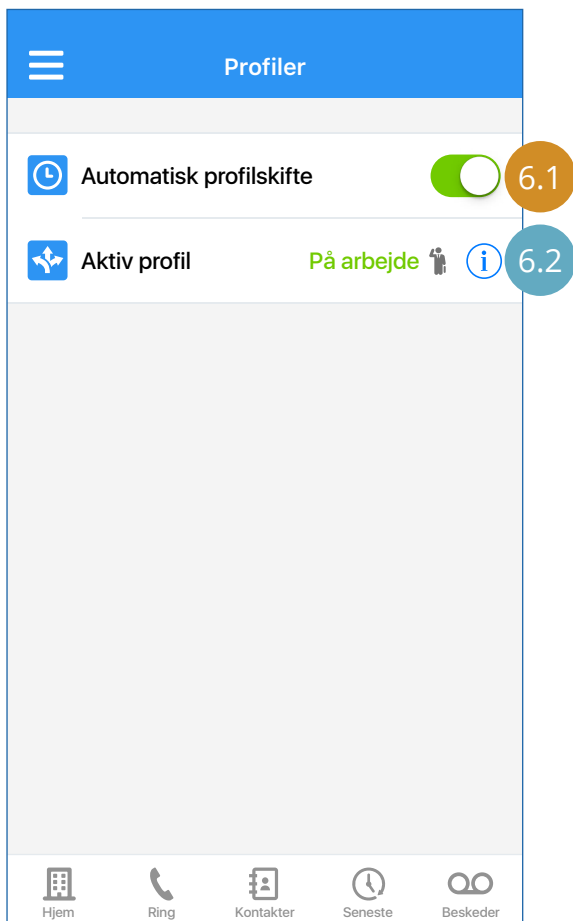 Profiler
Automatisk profilskifte 6.1
Aktiv profil På arbejde i 6.2
Hjem Ring Kontakter Seneste Beskeder